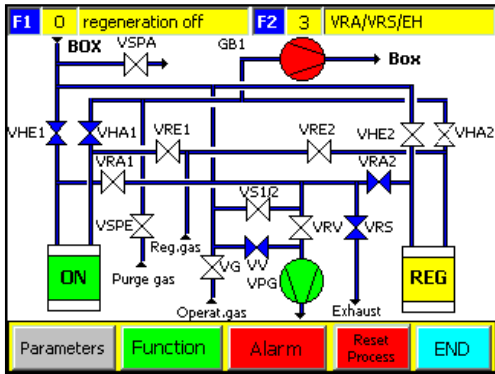 F1 0 regeneration off F2 3 VRA/VRS/EH
BOX VSPA GB1 Box
VHE1 VHA1 VRE1 VRE2 VHE2 VHA2
VRA1 VRA2
VS1/2
VSPE VRV VRS
Reg.gas
ON Purge gas VG VV REG
VPG
Operat.gas Exhaust
Parameters Function Alarm Reset Process END